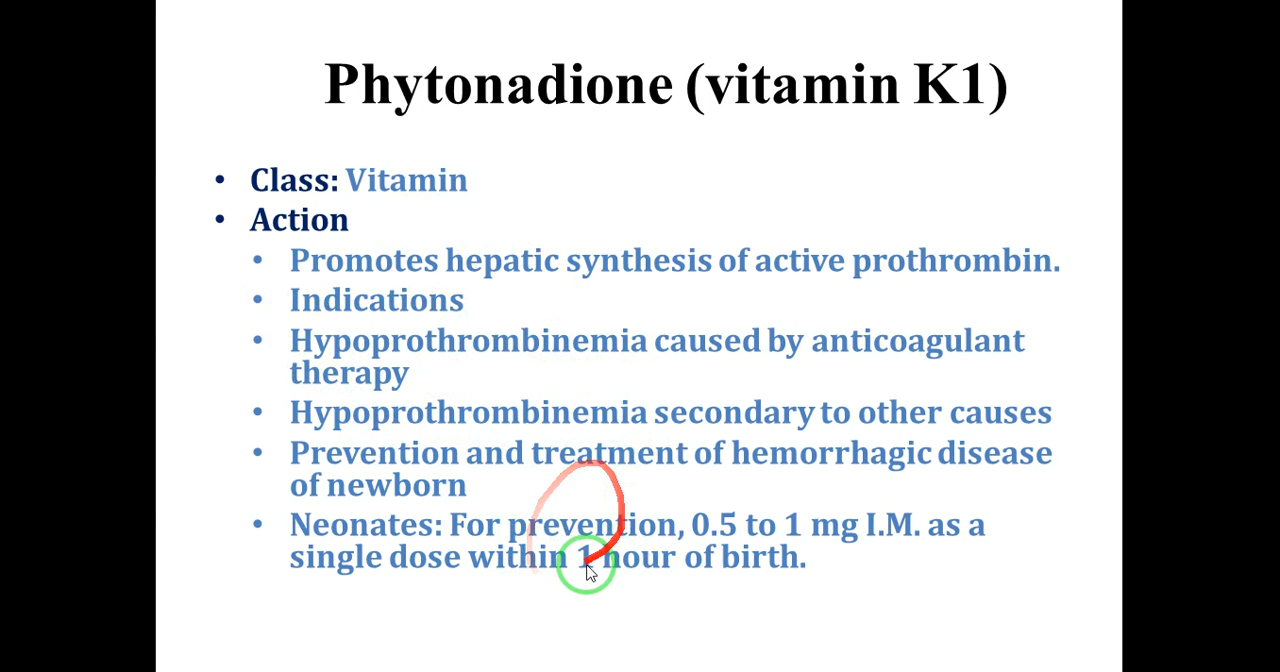 Phytonadione (vitamin K1)
• Class: Vitamin
• Action
• Promotes hepatic synthesis of active prothrombin.
• Indications
• Hypoprothrombinemia caused by anticoagulant
therapy
• Hypoprothrombinemia secondary to other causes
• Prevention and treatment of hemorrhagic disease
of newborn
• Neonates: For prevention, 0.5 to 1 mg I.M. as a
single dose within 1 hour of birth.